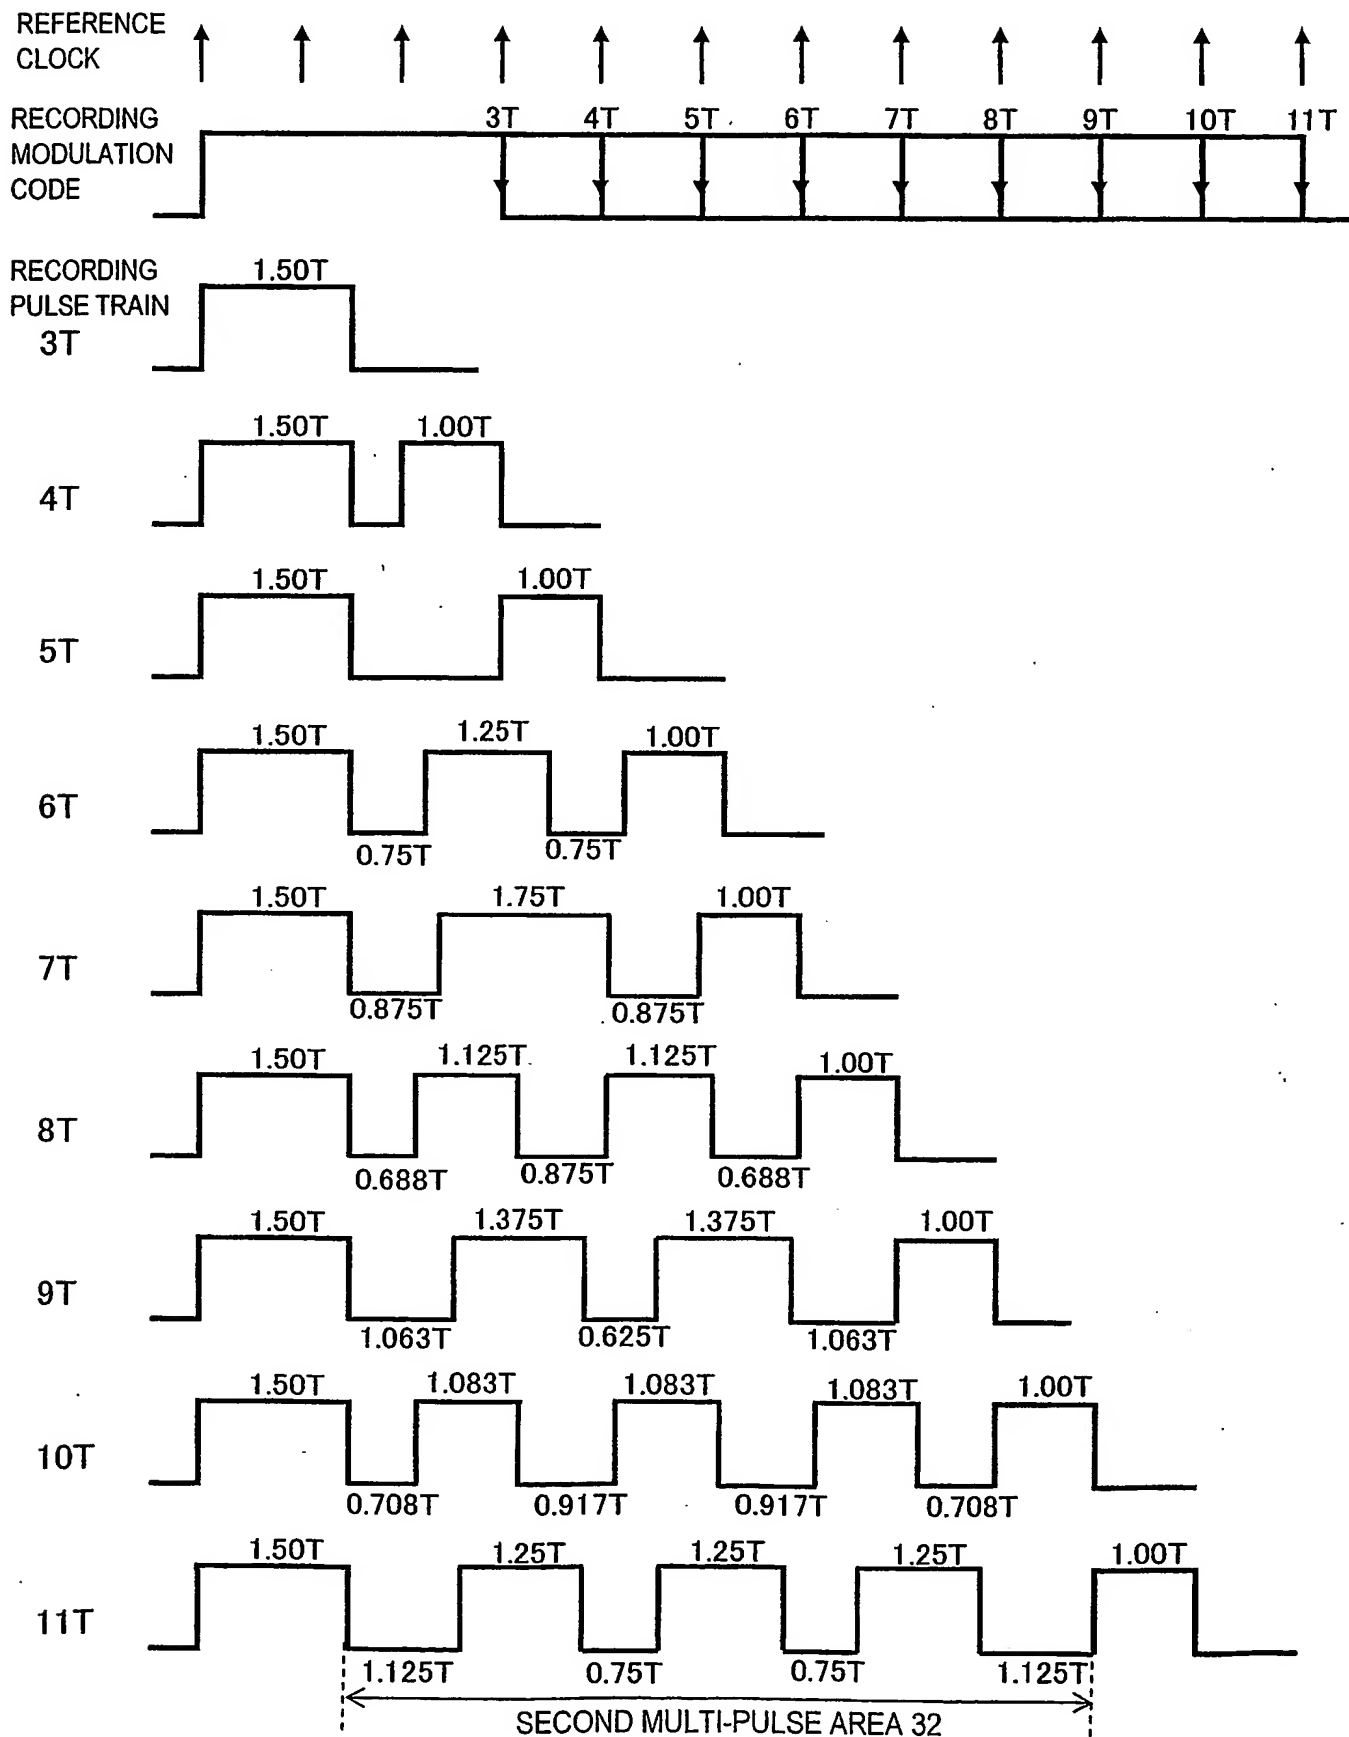 REFERENCE
CLOCK
RECORDING
MODULATION
CODE
3T 4T 5T 6T 7T 8T 9T 10T 11T
RECORDING
PULSE TRAIN
1.50T
3T
1.50T 1.00T
4T
1.50T 1.00T
5T
1.50T 1.25T 1.00T
6T
0.75T 0.75T
1.50T 1.75T 1.00T
7T
0.875T 0.875T
1.50T 1.125T 1.125T 1.00T
8T
0.688T 0.875T 0.688T
1.50T 1.375T 1.375T 1.00T
9T
1.063T 0.625T 1.063T
1.50T 1.083T 1.083T 1.083T 1.00T
10T
0.708T 0.917T 0.917T 0.708T
1.50T 1.25T 1.25T 1.25T 1.00T
11T
1.125T 0.75T 0.75T 1.125T
SECOND MULTI-PULSE AREA 32